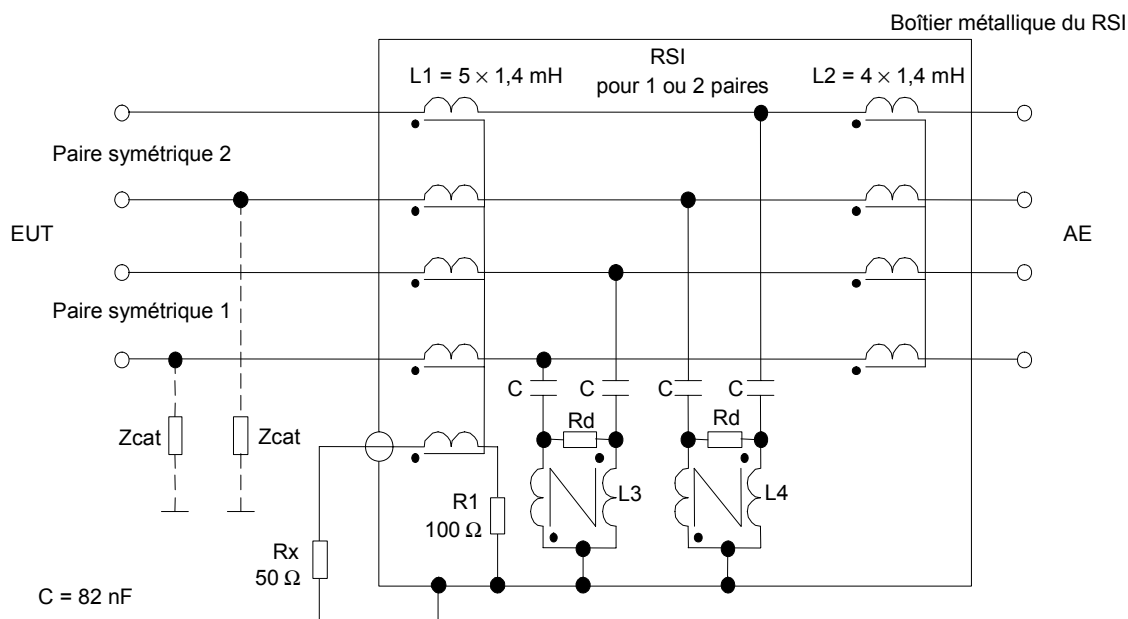 Boîtier métallique du RSI
RSI
L1 = 5 × 1,4 mH
pour 1 ou 2 paires
L2 = 4 × 1,4 mH
Paire symétrique 2
EUT
AE
Paire symétrique 1
C
C
C
C
Rd
Rd
Zcat
Zcat
L3
L4
R1
100 Ω
Rx
50 Ω
C = 82 nF